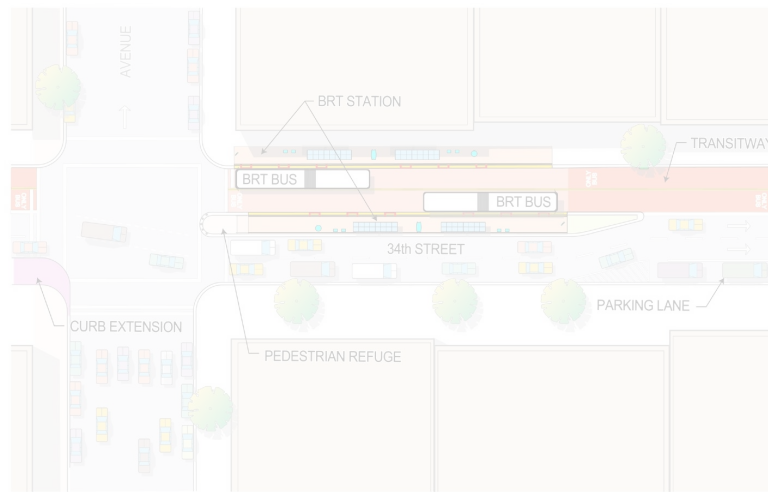 AVENUE
BRT STATION
TRANSITWAY
BRT BUS
BRT BUS
34th STREET
PARKING LANE
CURB EXTENSION
PEDESTRIAN REFUGE